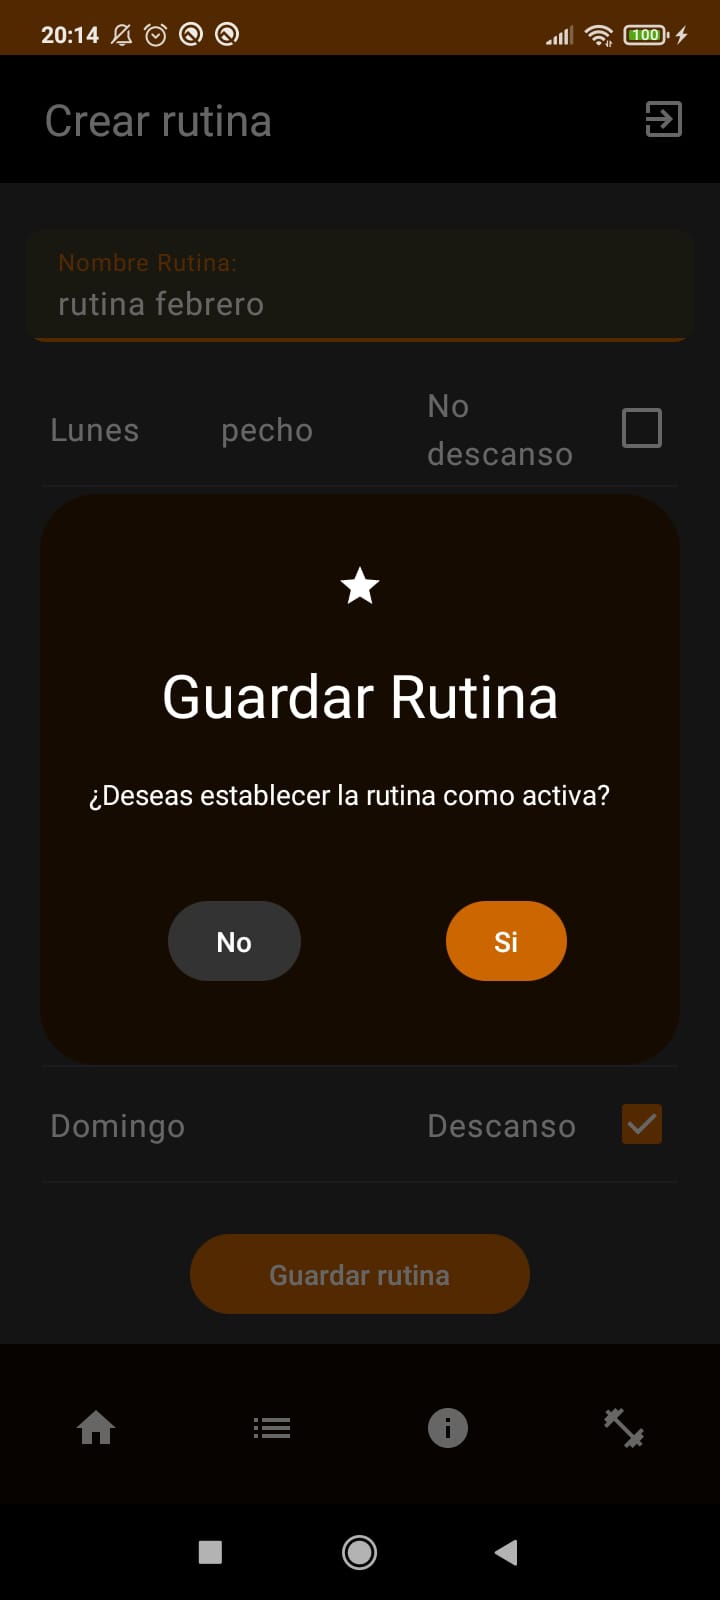 20:14
100
Crear rutina
Nombre Rutina:
rutina febrero
Lunes pecho No descanso
Guardar Rutina
¿Deseas establecer la rutina como activa?
No Si
Domingo Descanso
Guardar rutina